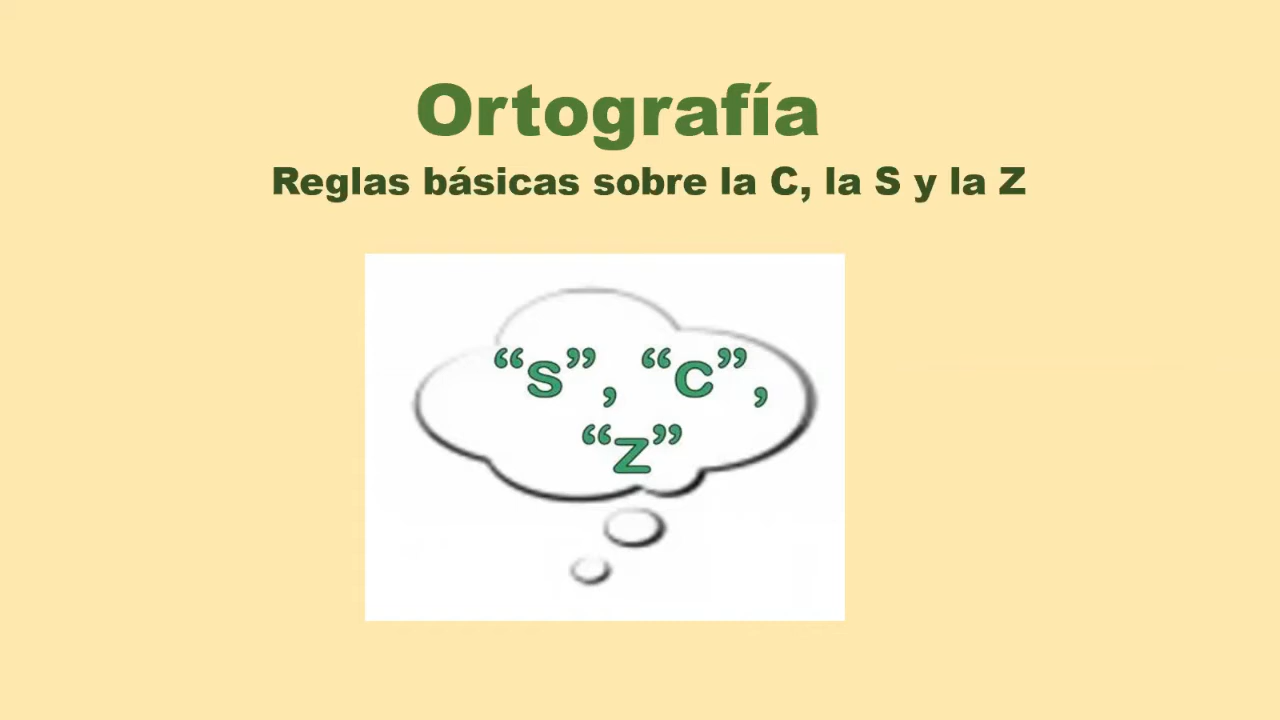 Ortografía
Reglas básicas sobre la C, la S y la Z
“S”, “C”,
“Z”